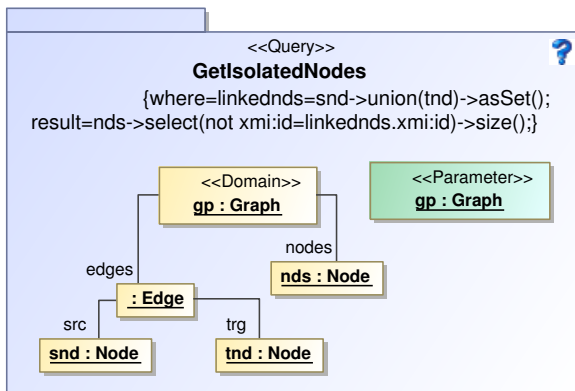 <<Query>>
GetIsolatedNodes
{where=linkednds=snd->union(tnd)->asSet();
result=nds->select(not xmi:id=linkednds.xmi:id)->size();}
<<Domain>>
gp : Graph
<<Parameter>>
gp : Graph
edges
nodes
nds : Node
: Edge
src
trg
snd : Node
tnd : Node